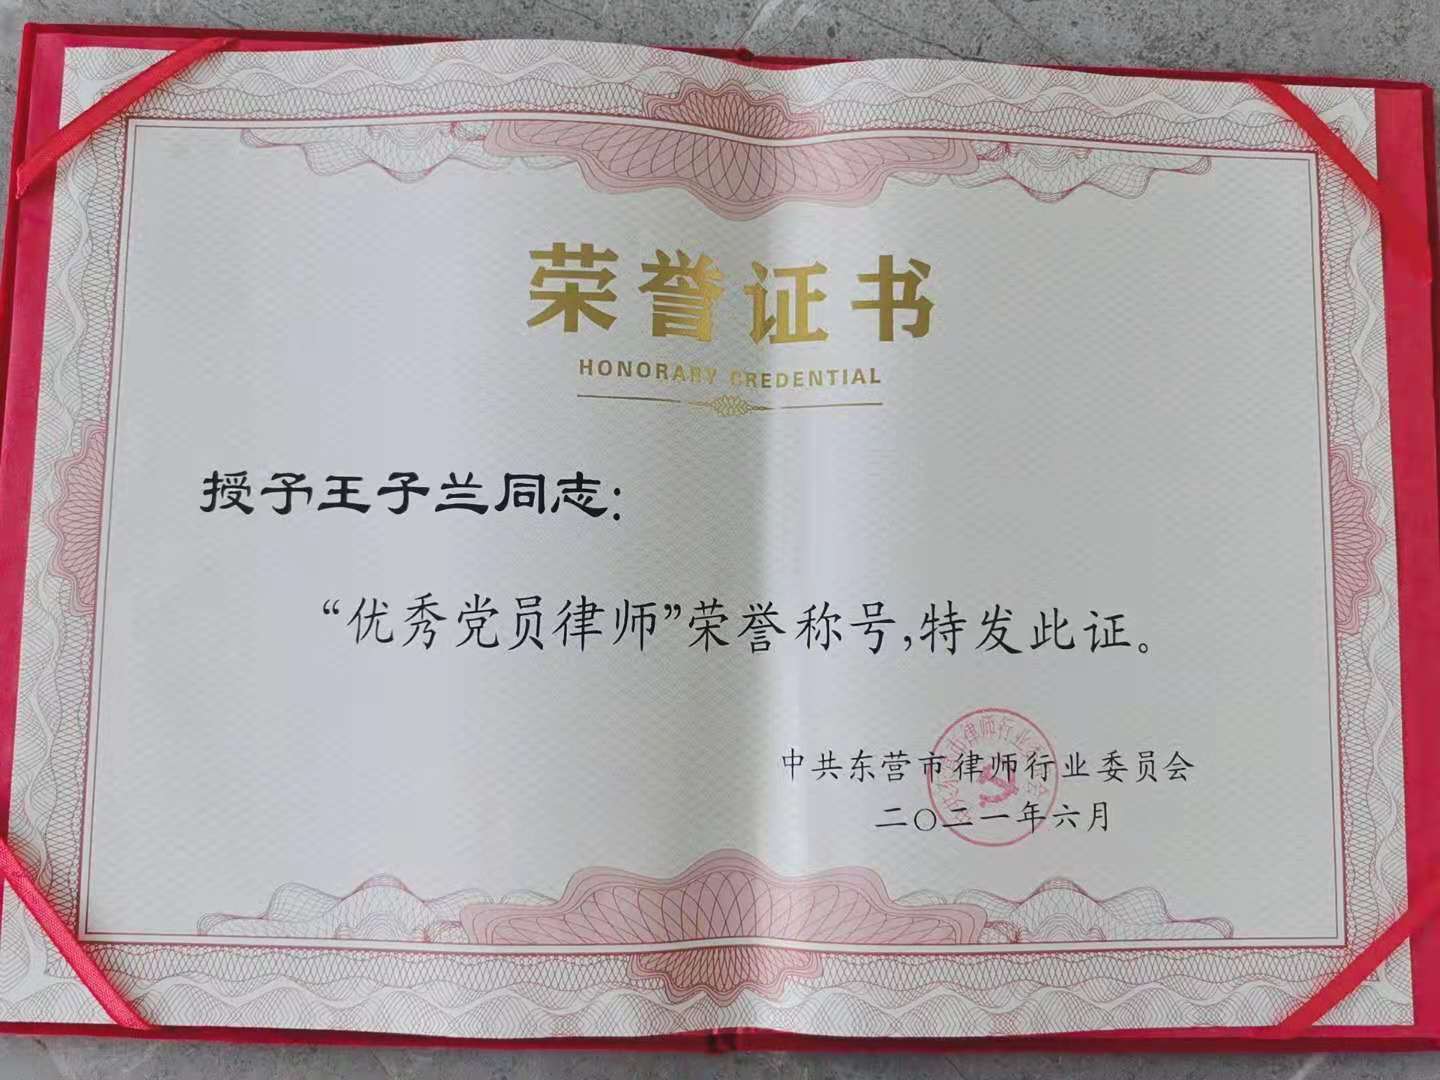 荣誉证书
HONORARY CREDENTIAL
授予王子兰同志：
“优秀党员律师”荣誉称号，特发此证。
中共东营市律师行业委员会
二〇二一年六月